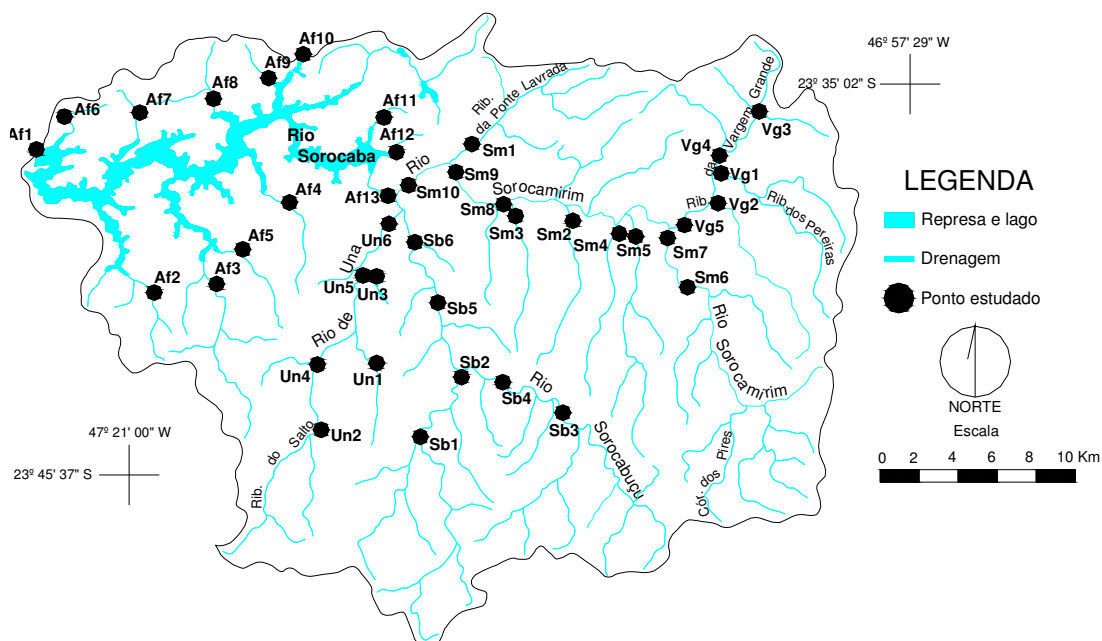 Af10
Af9
Af8
Af7
Af6
Af1
Af11
Af12
Rio
Sorocaba
Rib.
da Ponte Lavrada
Rio
Sm1
Sm9
Sm10
Sorocamirim
Sm8
Sm3
Sm2
Sm4
Sm5
Sm7
Sm6
Vg3
Vg4
Vg1
Vg2
Vg5
Rib.
da
Vargem Grande
Rib.dos Pereiras
Af13
Af4
Af5
Af3
Af2
Un6
Sb6
Una
Un5
Un3
Rio de
Sb5
Un4
Un1
Sb2
Sb4
Rio
Sb3
Sorocabuçu
Sb1
Un2
Rib.
do
Salto
Rio
Sorocamirim
Cór. dos
Pires
46º 57' 29" W
23º 35' 02" S
47º 21' 00" W
23º 45' 37" S
LEGENDA
Represa e lago
Drenagem
Ponto estudado
NORTE
Escala
0 2 4 6 8 10 Km